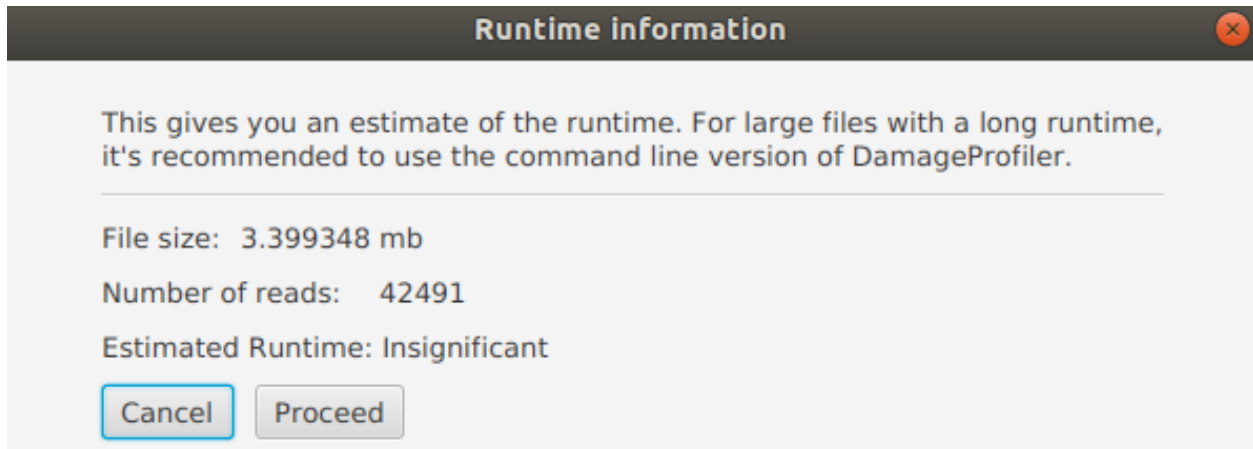 Runtime information
This gives you an estimate of the runtime. For large files with a long runtime,
it's recommended to use the command line version of DamageProfiler.
File size: 3.399348 mb
Number of reads: 42491
Estimated Runtime: Insignificant
Cancel Proceed